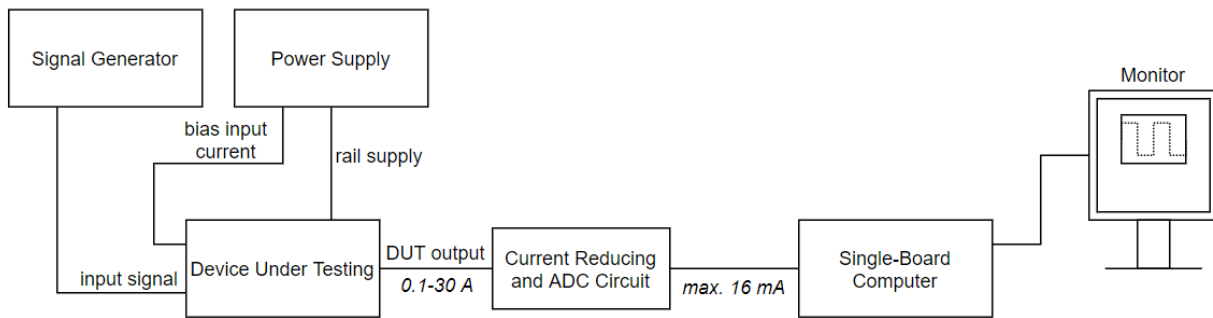 Signal Generator
Power Supply
Monitor
bias input
current
rail supply
input signal
Device Under Testing
DUT output
0.1-30 A
Current Reducing
and ADC Circuit
max. 16 mA
Single-Board
Computer